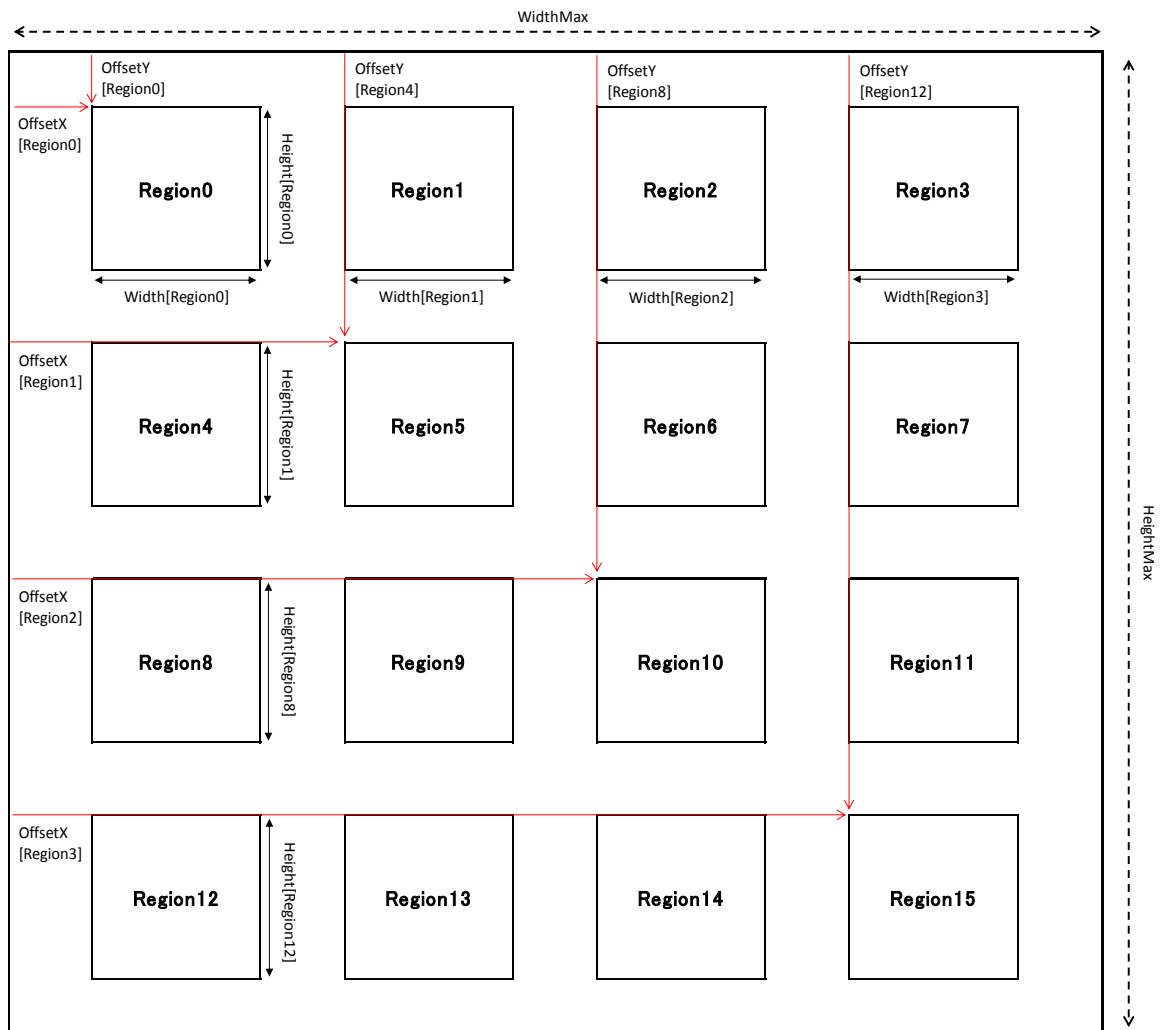 WidthMax
OffsetY
[Region0]
OffsetY
[Region4]
OffsetY
[Region8]
OffsetY
[Region12]
OffsetX
[Region0]
Region0
Height[Region0]
Region1
Region2
Region3
Width[Region0]
Width[Region1]
Width[Region2]
Width[Region3]
OffsetX
[Region1]
Region4
Height[Region1]
Region5
Region6
Region7
HeightMax
OffsetX
[Region2]
Region8
Height[Region8]
Region9
Region10
Region11
OffsetX
[Region3]
Region12
Height[Region12]
Region13
Region14
Region15